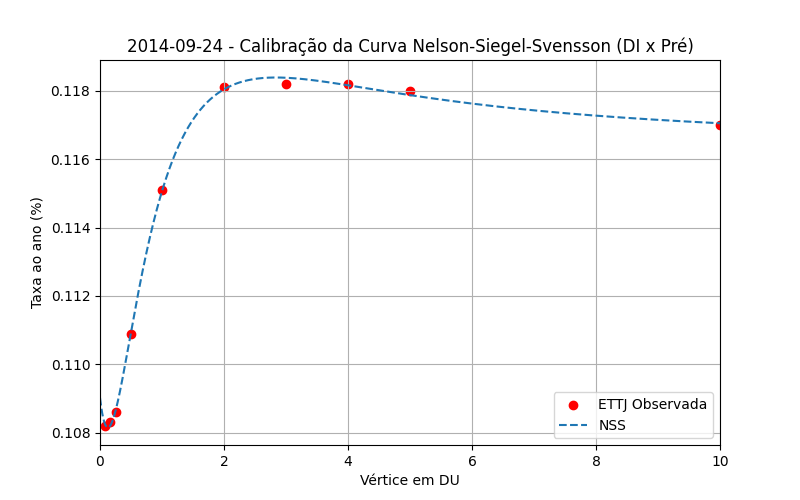 2014-09-24 - Calibração da Curva Nelson-Siegel-Svensson (DI x Pré)
Taxa ao ano (%)
0.118
0.116
0.114
0.112
0.110
0.108
ETTJ Observada
NSS
0 2 4 6 8 10
Vértice em DU